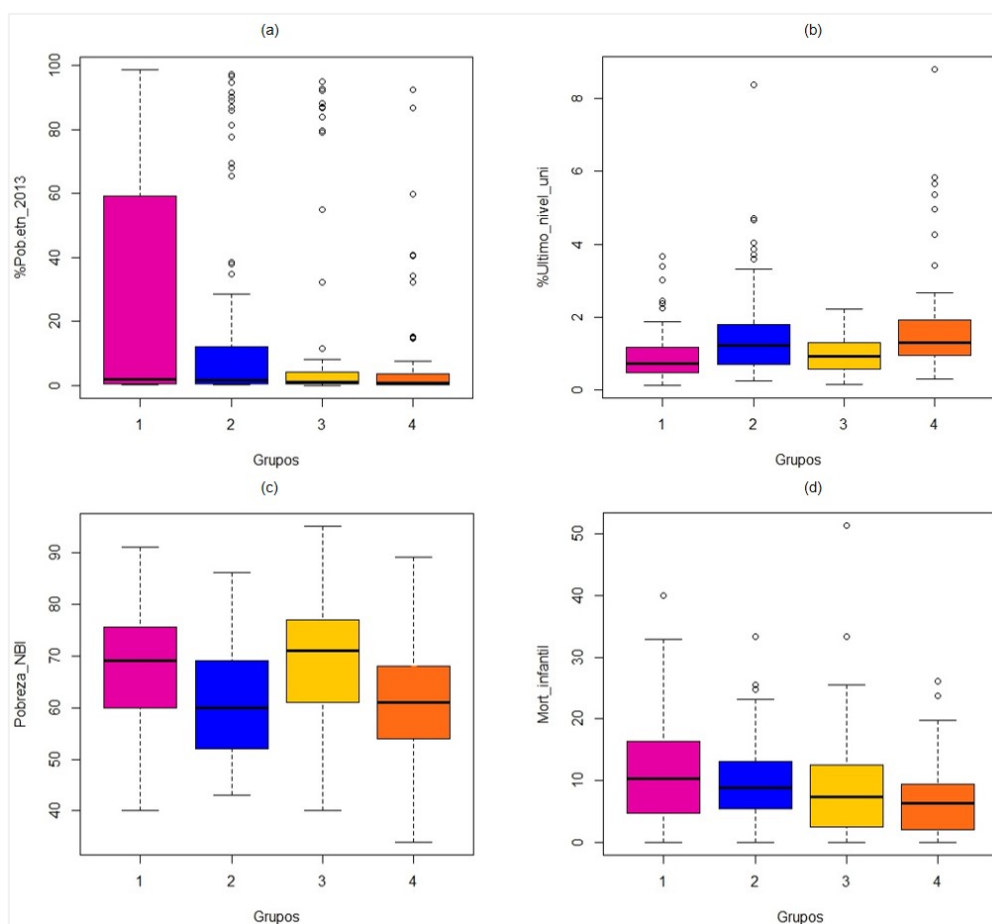 (a)
%Pob.etn_2013
100
80
60
40
20
0
1 2 3 4
Grupos
(b)
%Ultimo_nivel_uni
8
6
4
2
0
1 2 3 4
Grupos
(c)
Pobreza_NBI
90
80
70
60
50
40
1 2 3 4
Grupos
(d)
Mort_infantil
50
40
30
20
10
0
1 2 3 4
Grupos